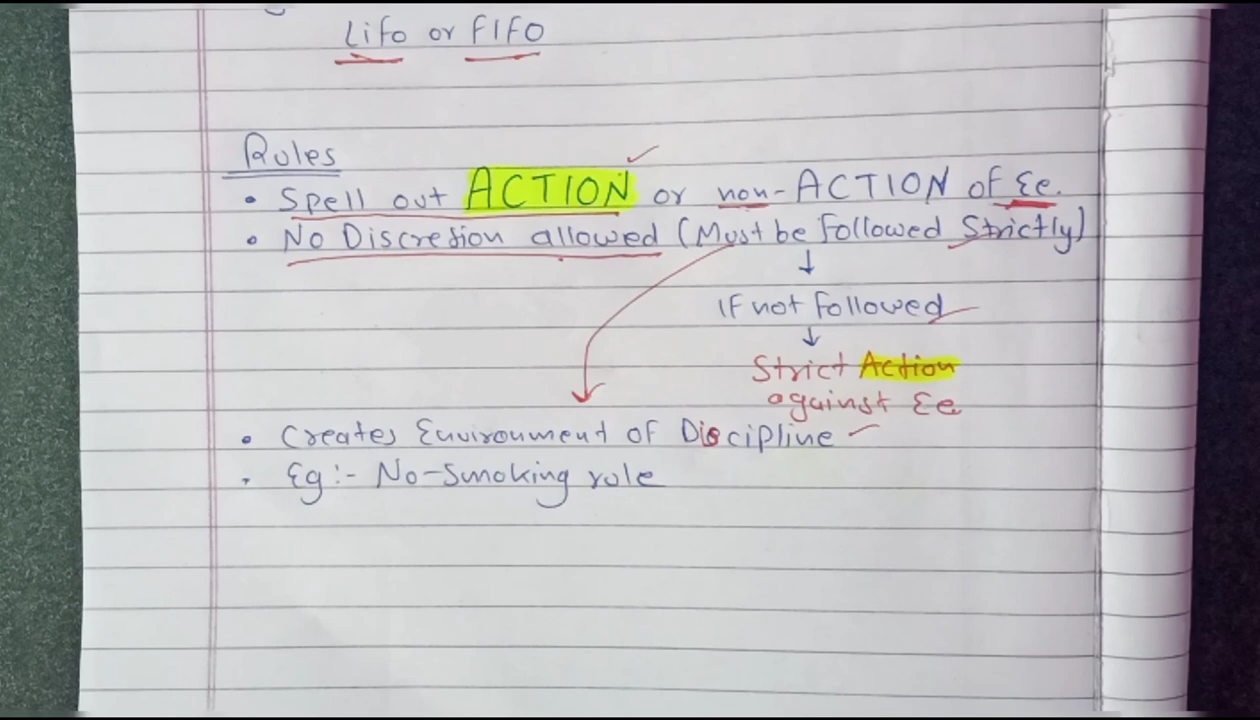 Lifo or FIFO
Rules
• Spell out ACTION or non-ACTION of Ee.
• No Discretion allowed (Must be followed Strictly)
↓
IF not followed
↓
Strict Action
against Ee
• Creates Environment of Discipline
• Eg:- No-Smoking rule